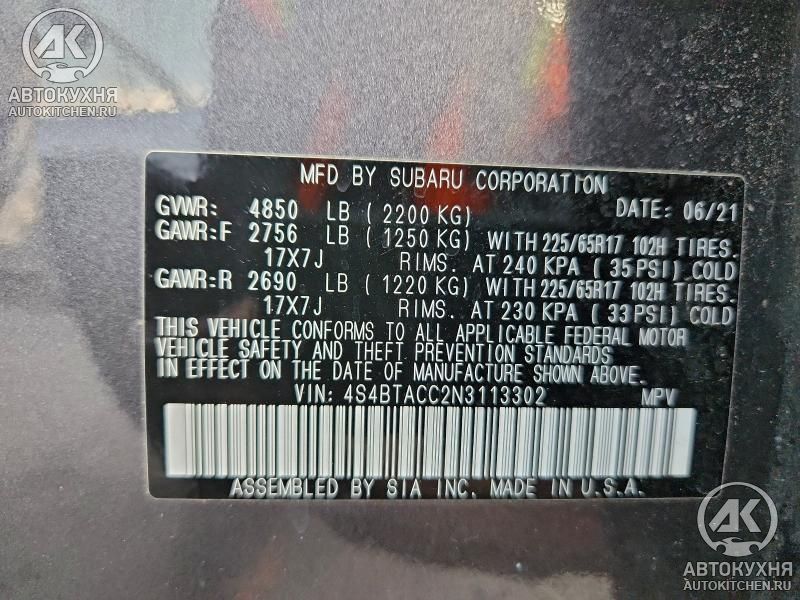 AK
АВТОКУХНЯ
AUTOKITCHEN.RU
MFD BY SUBARU CORPORATION
GVWR: 4850 LB (2200 KG) DATE: 06/21
GAWR:F 2756 LB (1250 KG) WITH 225/65R17 102H TIRES.
17X7J RIMS. AT 240 KPA (35 PSI) COLD
GAWR:R 2690 LB (1220 KG) WITH 225/65R17 102H TIRES.
17X7J RIMS. AT 230 KPA (33 PSI) COLD
THIS VEHICLE CONFORMS TO ALL APPLICABLE FEDERAL MOTOR
VEHICLE SAFETY AND THEFT PREVENTION STANDARDS
IN EFFECT ON THE DATE OF MANUFACTURE SHOWN ABOVE.
VIN: 4S4BTACC2N3113302 MPV
ASSEMBLED BY SIA INC. MADE IN U.S.A.
AK
АВТОКУХНЯ
AUTOKITCHEN.RU